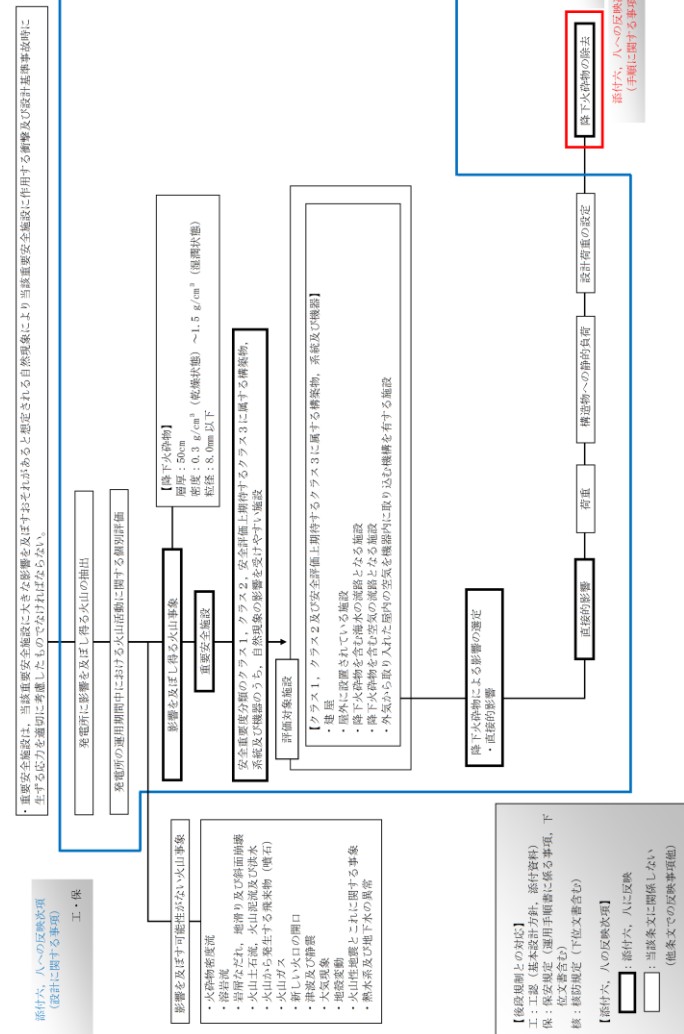 ・重要安全施設は，当該重要安全施設に大きな影響を及ぼすおそれがあると想定される自然現象により当該重要安全施設に作用する衝撃及び設計基準事故時に
生ずる応力を適切に考慮したものでなければならない。
添付六，八への反映次項
（設計に関する事項）
工・保
発電所に影響を及ぼし得る火山の抽出
発電所の運用期間中における火山活動に関する個別評価
影響を及ぼす可能性がない火山事象
・火砕物密度流
・溶岩流
・岩屑なだれ，地滑り及び斜面崩壊
・火山土石流，火山泥流及び洪水
・火山から発生する飛来物（噴石）
・火山ガス
・新しい火口の開口
・津波及び静震
・大気現象
・地殻変動
・火山性地震とこれに関する事象
・熱水系及び地下水の異常
影響を及ぼし得る火山事象
【降下火砕物】
層厚：50cm
密度：0.3 g/cm³（乾燥状態）～1.5 g/cm³（湿潤状態）
粒径：8.0mm 以下
重要安全施設
安全重要度分類のクラス１，クラス２，安全評価上期待するクラス３に属する構築物，
系統及び機器のうち，自然現象の影響を受けやすい施設
評価対象施設
【クラス１，クラス２及び安全評価上期待するクラス３に属する構築物，系統及び機器】
・建屋
・屋外に設置されている施設
・降下火砕物を含む海水の流路となる施設
・降下火砕物を含む空気の流路となる施設
・外気から取り入れた屋内の空気を機器内に取り込む機構を有する施設
降下火砕物による影響の選定
・直接的影響
直接的影響
荷重
構造物への静的負荷
設計荷重の設定
降下火砕物の除去
添付六，八への反映
（手順に関する事項
【後段規制との対応】
工：工認（基本設計方針，添付資料）
保：保安規定（運用手順書に係る事項，下
位文書含む）
核：核防規定（下位文書含む）
【添付六，八の反映次項】
：添付六，八に反映
：当該条文に関係しない
（他条文での反映事項他）